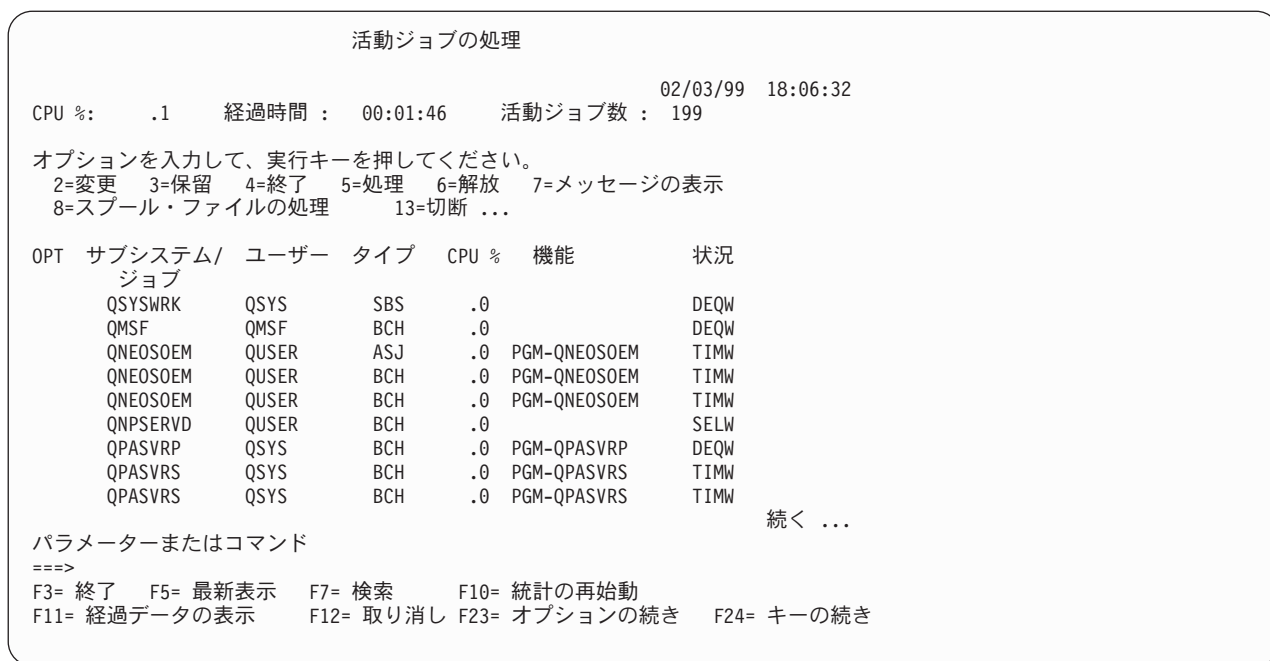 活動ジョブの処理
02/03/99 18:06:32
CPU %: .1 経過時間 : 00:01:46 活動ジョブ数 : 199
オプションを入力して、実行キーを押してください。
2=変更 3=保留 4=終了 5=処理 6=解放 7=メッセージの表示
8=スプール・ファイルの処理 13=切断 ...
OPT サブシステム/ ユーザー タイプ CPU % 機能 状況
ジョブ
QSYSWRK QSYS SBS .0 DEQW
QMSF QMSF BCH .0 DEQW
QNEOSOEM QUSER ASJ .0 PGM-QNEOSOEM TIMW
QNEOSOEM QUSER BCH .0 PGM-QNEOSOEM TIMW
QNEOSOEM QUSER BCH .0 PGM-QNEOSOEM TIMW
QNPSERVD QUSER BCH .0 SELW
QPASVRP QSYS BCH .0 PGM-QPASVRP DEQW
QPASVRS QSYS BCH .0 PGM-QPASVRS TIMW
QPASVRS QSYS BCH .0 PGM-QPASVRS TIMW
続く ...
パラメーターまたはコマンド
===>
F3= 終了 F5= 最新表示 F7= 検索 F10= 統計の再始動
F11= 経過データの表示 F12= 取り消し F23= オプションの続き F24= キーの続き